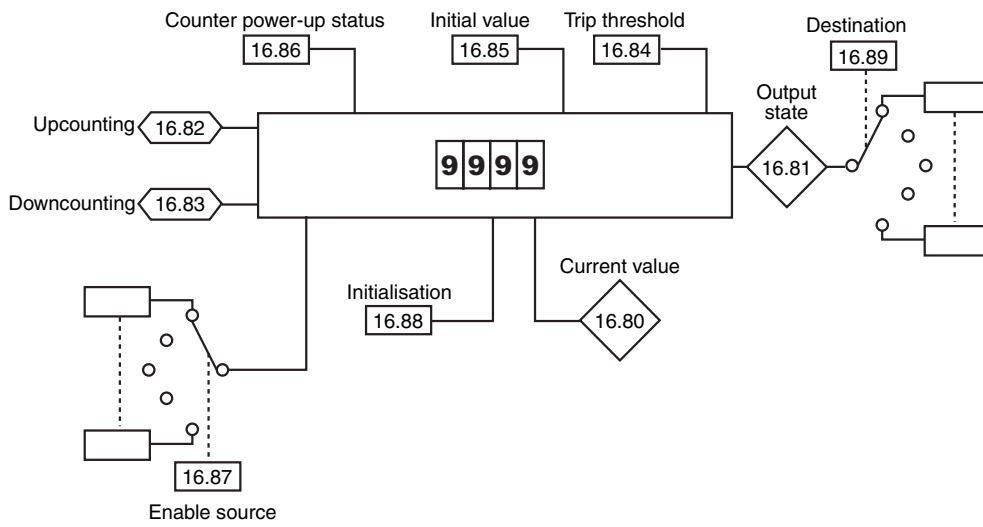 Counter power-up status
16.86
Initial value
16.85
Trip threshold
16.84
Destination
16.89
Upcounting
16.82
9999
Output
state
16.81
Downcounting
16.83
Initialisation
16.88
Current value
16.80
16.87
Enable source